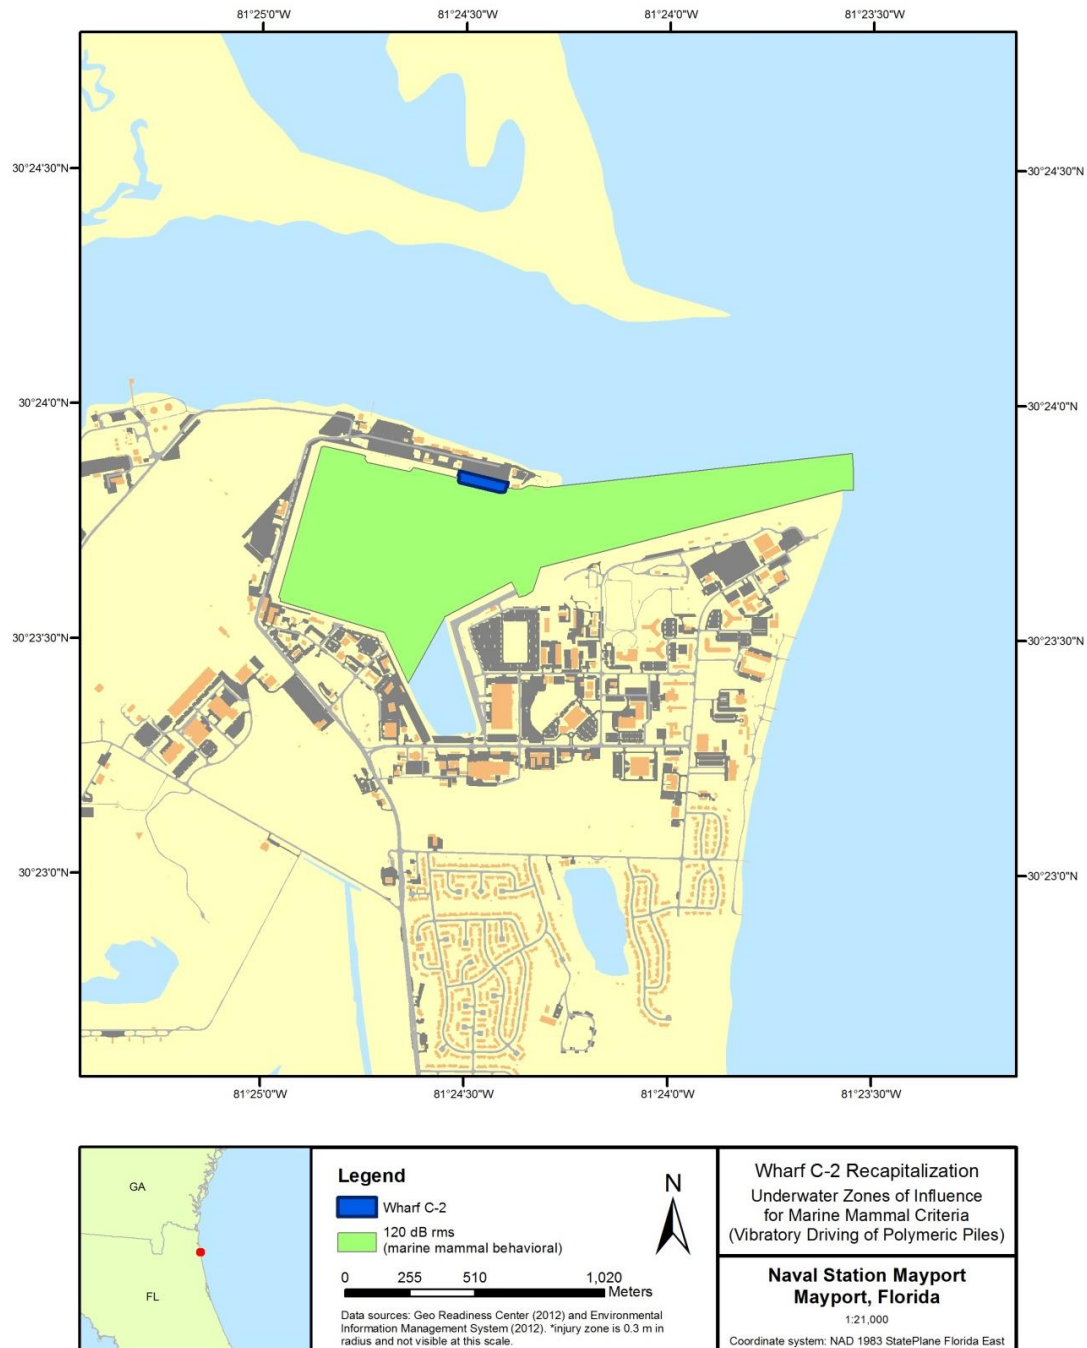 81°25'0"W
81°24'30"W
81°24'0"W
81°23'30"W
30°24'30"N
30°24'30"N
30°24'0"N
30°24'0"N
30°23'30"N
30°23'30"N
30°23'0"N
30°23'0"N
81°25'0"W
81°24'30"W
81°24'0"W
81°23'30"W
GA
FL
Legend
Wharf C-2
120 dB rms
(marine mammal behavioral)
0 255 510 1,020
Meters
Data sources: Geo Readiness Center (2012) and Environmental
Information Management System (2012). *injury zone is 0.3 m in
radius and not visible at this scale.
N
Wharf C-2 Recapitalization
Underwater Zones of Influence
for Marine Mammal Criteria
(Vibratory Driving of Polymeric Piles)
Naval Station Mayport
Mayport, Florida
1:21,000
Coordinate system: NAD 1983 StatePlane Florida East